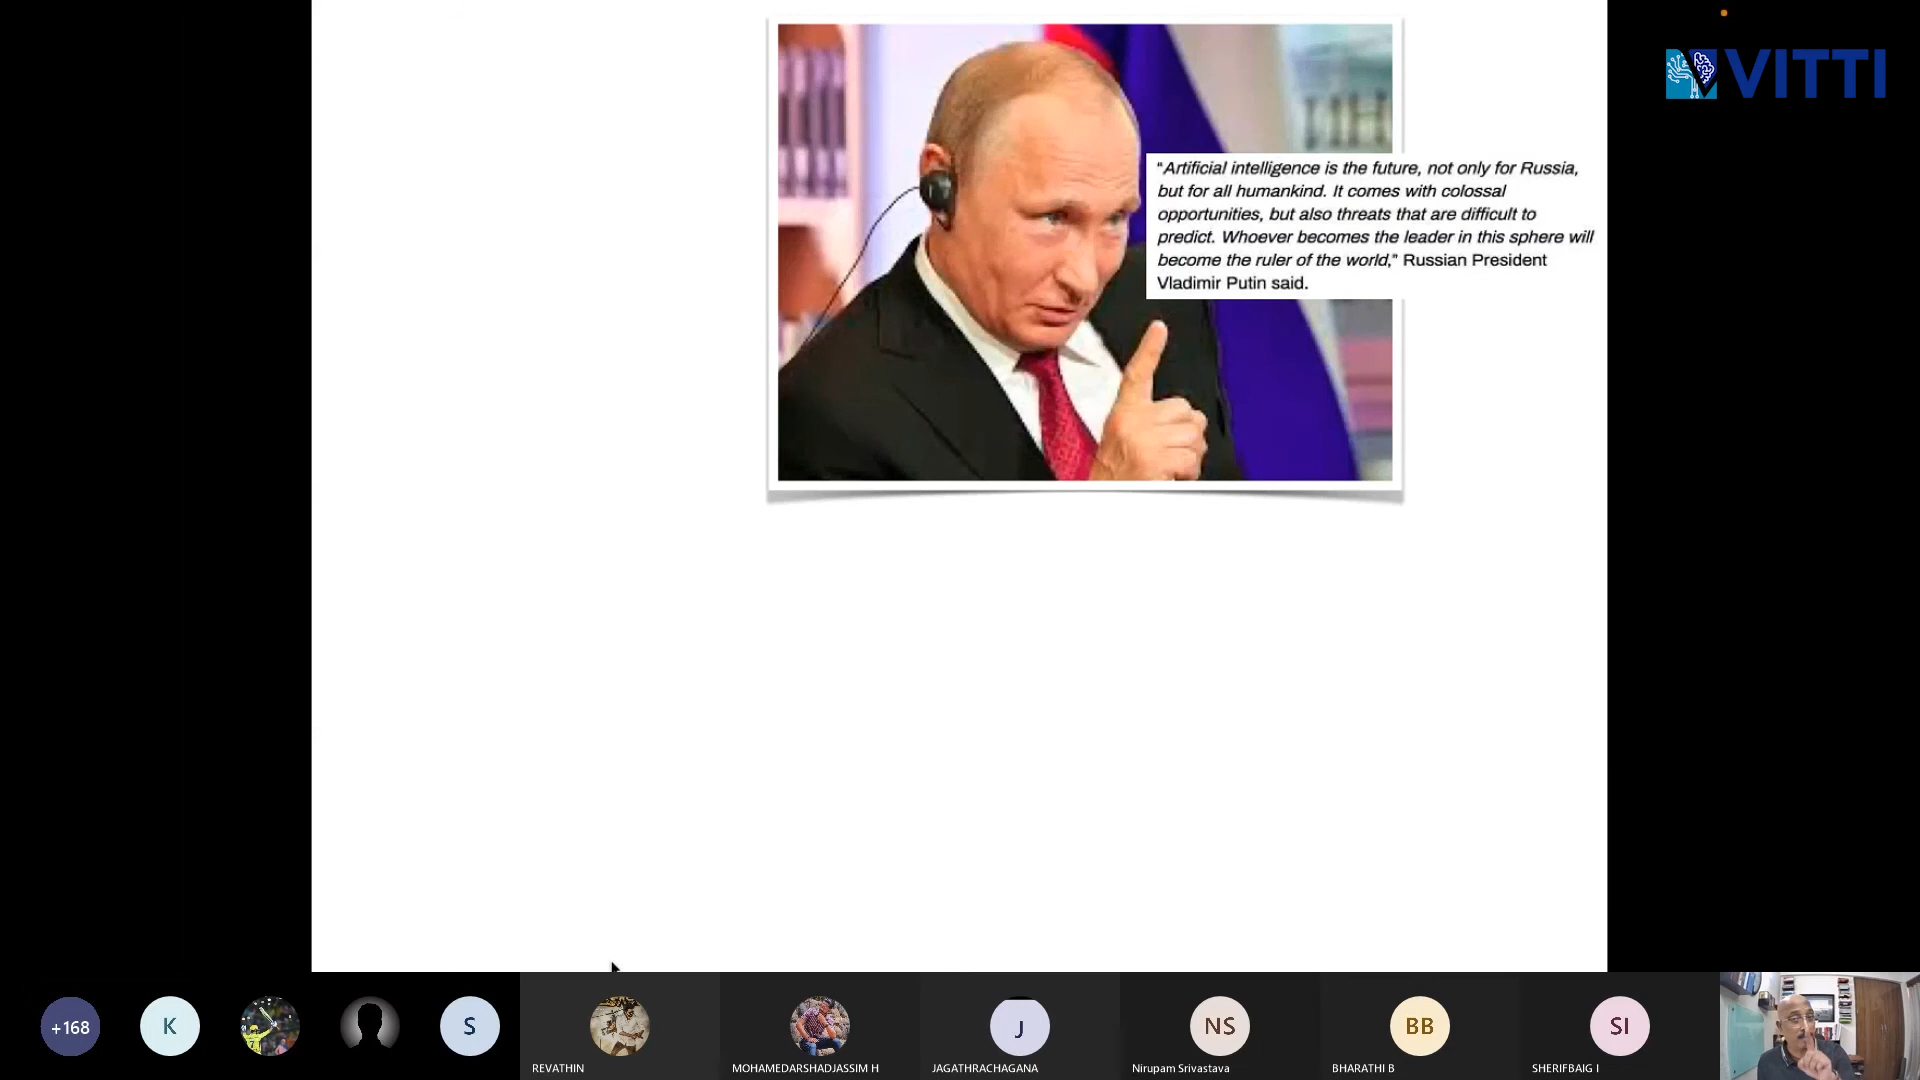 VITTI
"Artificial intelligence is the future, not only for Russia,
but for all humankind. It comes with colossal
opportunities, but also threats that are difficult to
predict. Whoever becomes the leader in this sphere will
become the ruler of the world," Russian President
Vladimir Putin said.
+168
K
S
J
NS
BB
SI
REVATHIN
MOHAMEDARSHADJASSIM H
JAGATHRACHAGANA
Nirupam Srivastava
BHARATHI B
SHERIFBAIG I